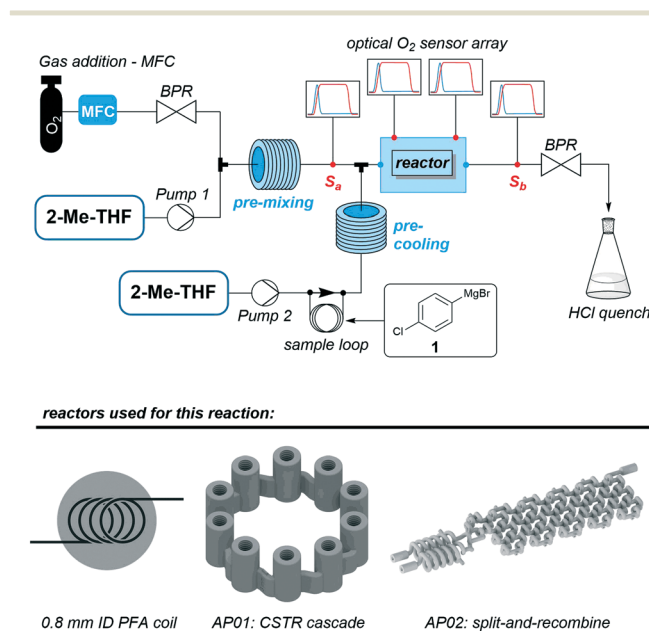 optical O2 sensor array
Gas addition - MFC
BPR
O2
MFC
BPR
reactor
Sa
Sb
Pump 1
pre-mixing
2-Me-THF
pre-
cooling
2-Me-THF
Pump 2
MgBr
Cl
sample loop
1
HCl quench
reactors used for this reaction:
0.8 mm ID PFA coil
AP01: CSTR cascade
AP02: split-and-recombine